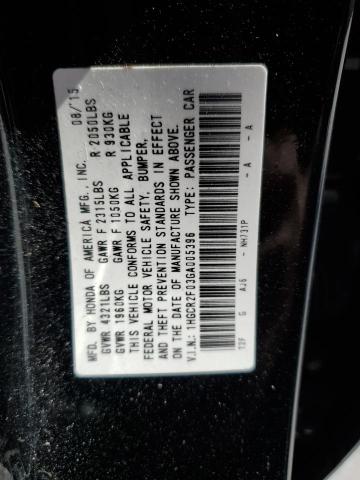 MFD. BY HONDA OF AMERICA MFG., INC. 08/15
GVWR 4321LBS GAWR F 2315LBS R 2050LBS
GVWR 1960KG GAWR F 1050KG R 930KG
THIS VEHICLE CONFORMS TO ALL APPLICABLE
FEDERAL MOTOR VEHICLE SAFETY, BUMPER,
AND THEFT PREVENTION STANDARDS IN EFFECT
ON THE DATE OF MANUFACTURE SHOWN ABOVE.
V.I.N.: 1HGCR2F03GA005396 TYPE: PASSENGER CAR
T2F G AJ6 - NH731P - A - A